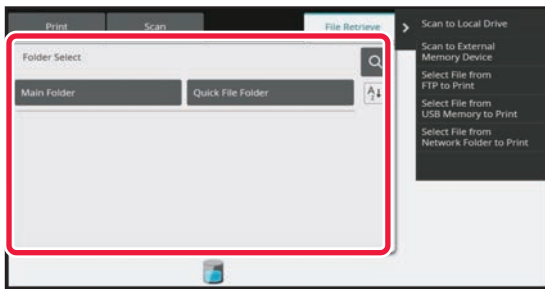 Print
Scan
File Retrieve
Scan to Local Drive
Scan to External
Memory Device
Select File from
FTP to Print
Select File from
USB Memory to Print
Select File from
Network Folder to Print
Folder Select
Main Folder
Quick File Folder
A
Z